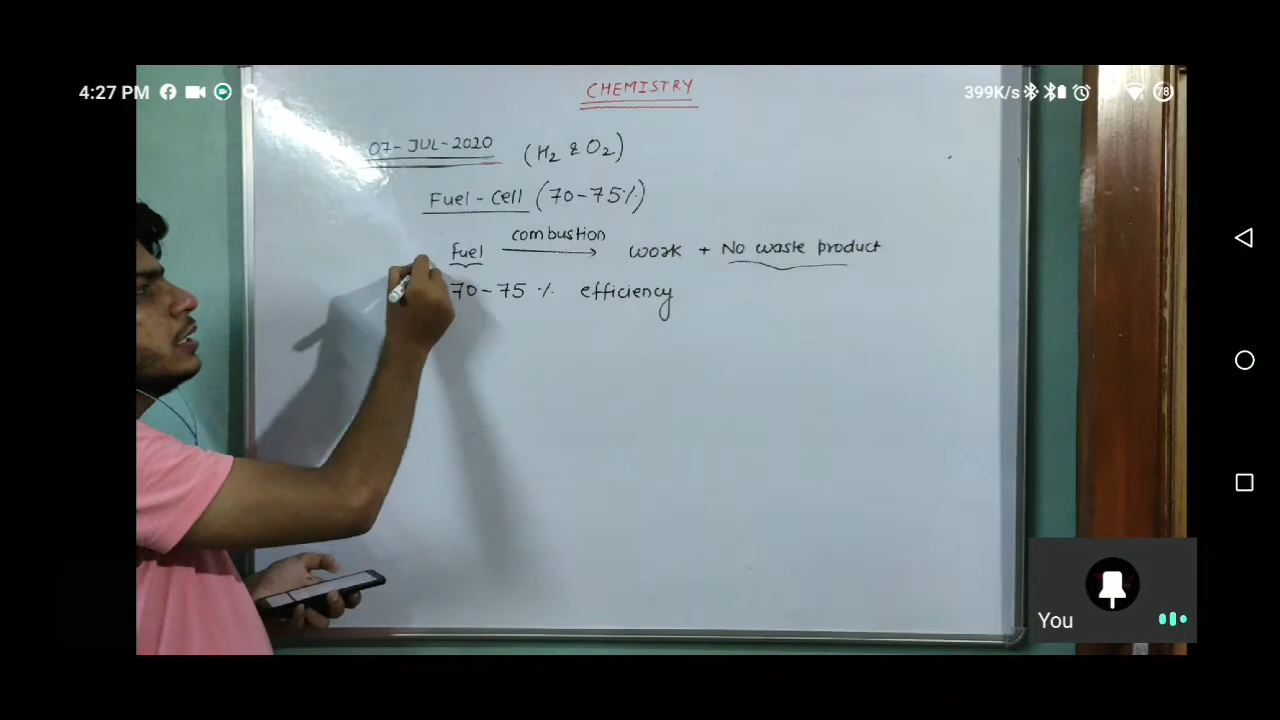 4:27 PM
399K/s
78
CHEMISTRY
07-JUL-2020 (H₂ & O₂)
Fuel - Cell (70-75%)
combustion
fuel ⟶ work + No waste product
70-75 % efficiency
You